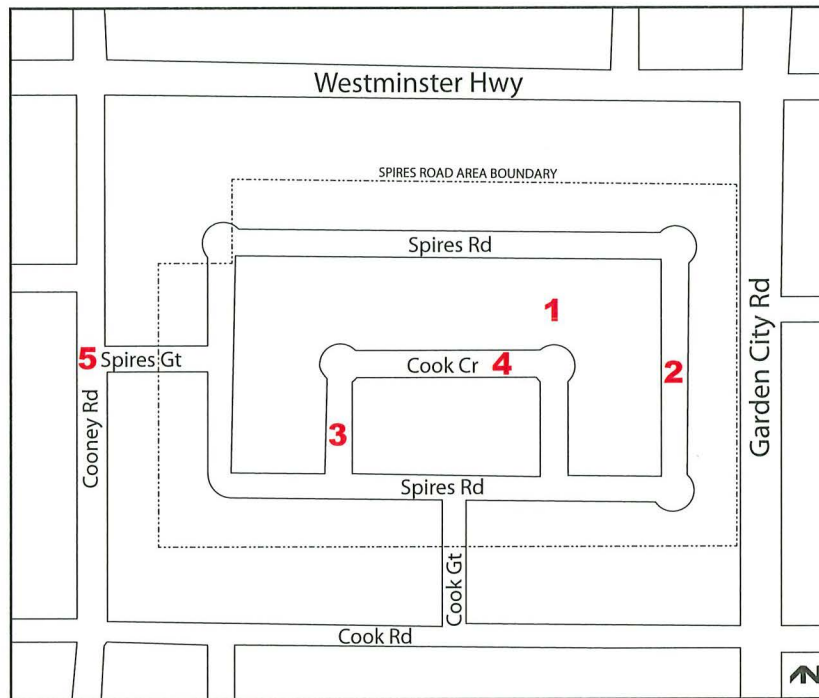 Westminster Hwy
SPIRES ROAD AREA BOUNDARY
Spires Rd
1
Garden City Rd
5
Spires Gt
Cook Cr
4
2
Cooney Rd
3
Spires Rd
Cook Gt
Cook Rd
N